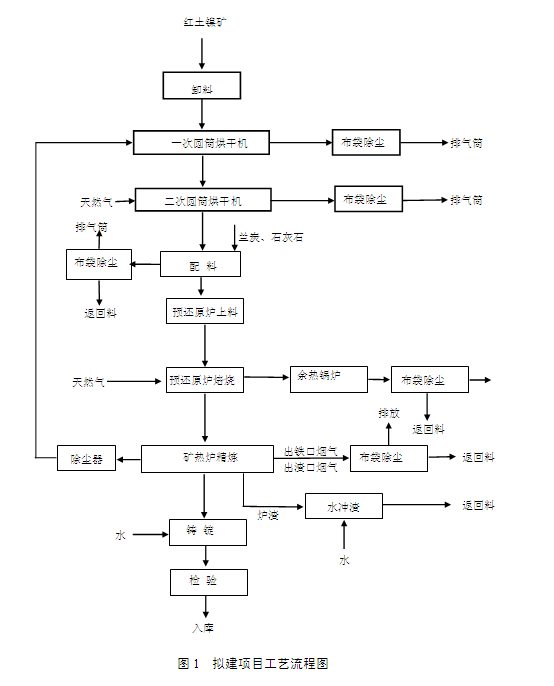 红土镍矿
卸料
一次圆筒烘干机
布袋除尘
排气筒
天然气
二次圆筒烘干机
布袋除尘
排气筒
排气筒
兰炭、石灰石
布袋除尘
配 料
返回料
预还原炉上料
天然气
预还原炉焙烧
余热锅炉
布袋除尘
排放
返回料
除尘器
矿热炉精炼
出铁口烟气
出渣口烟气
布袋除尘
返回料
炉渣
水冲渣
返回料
水
铸 锭
水
检 验
入库
图 1 拟建项目工艺流程图